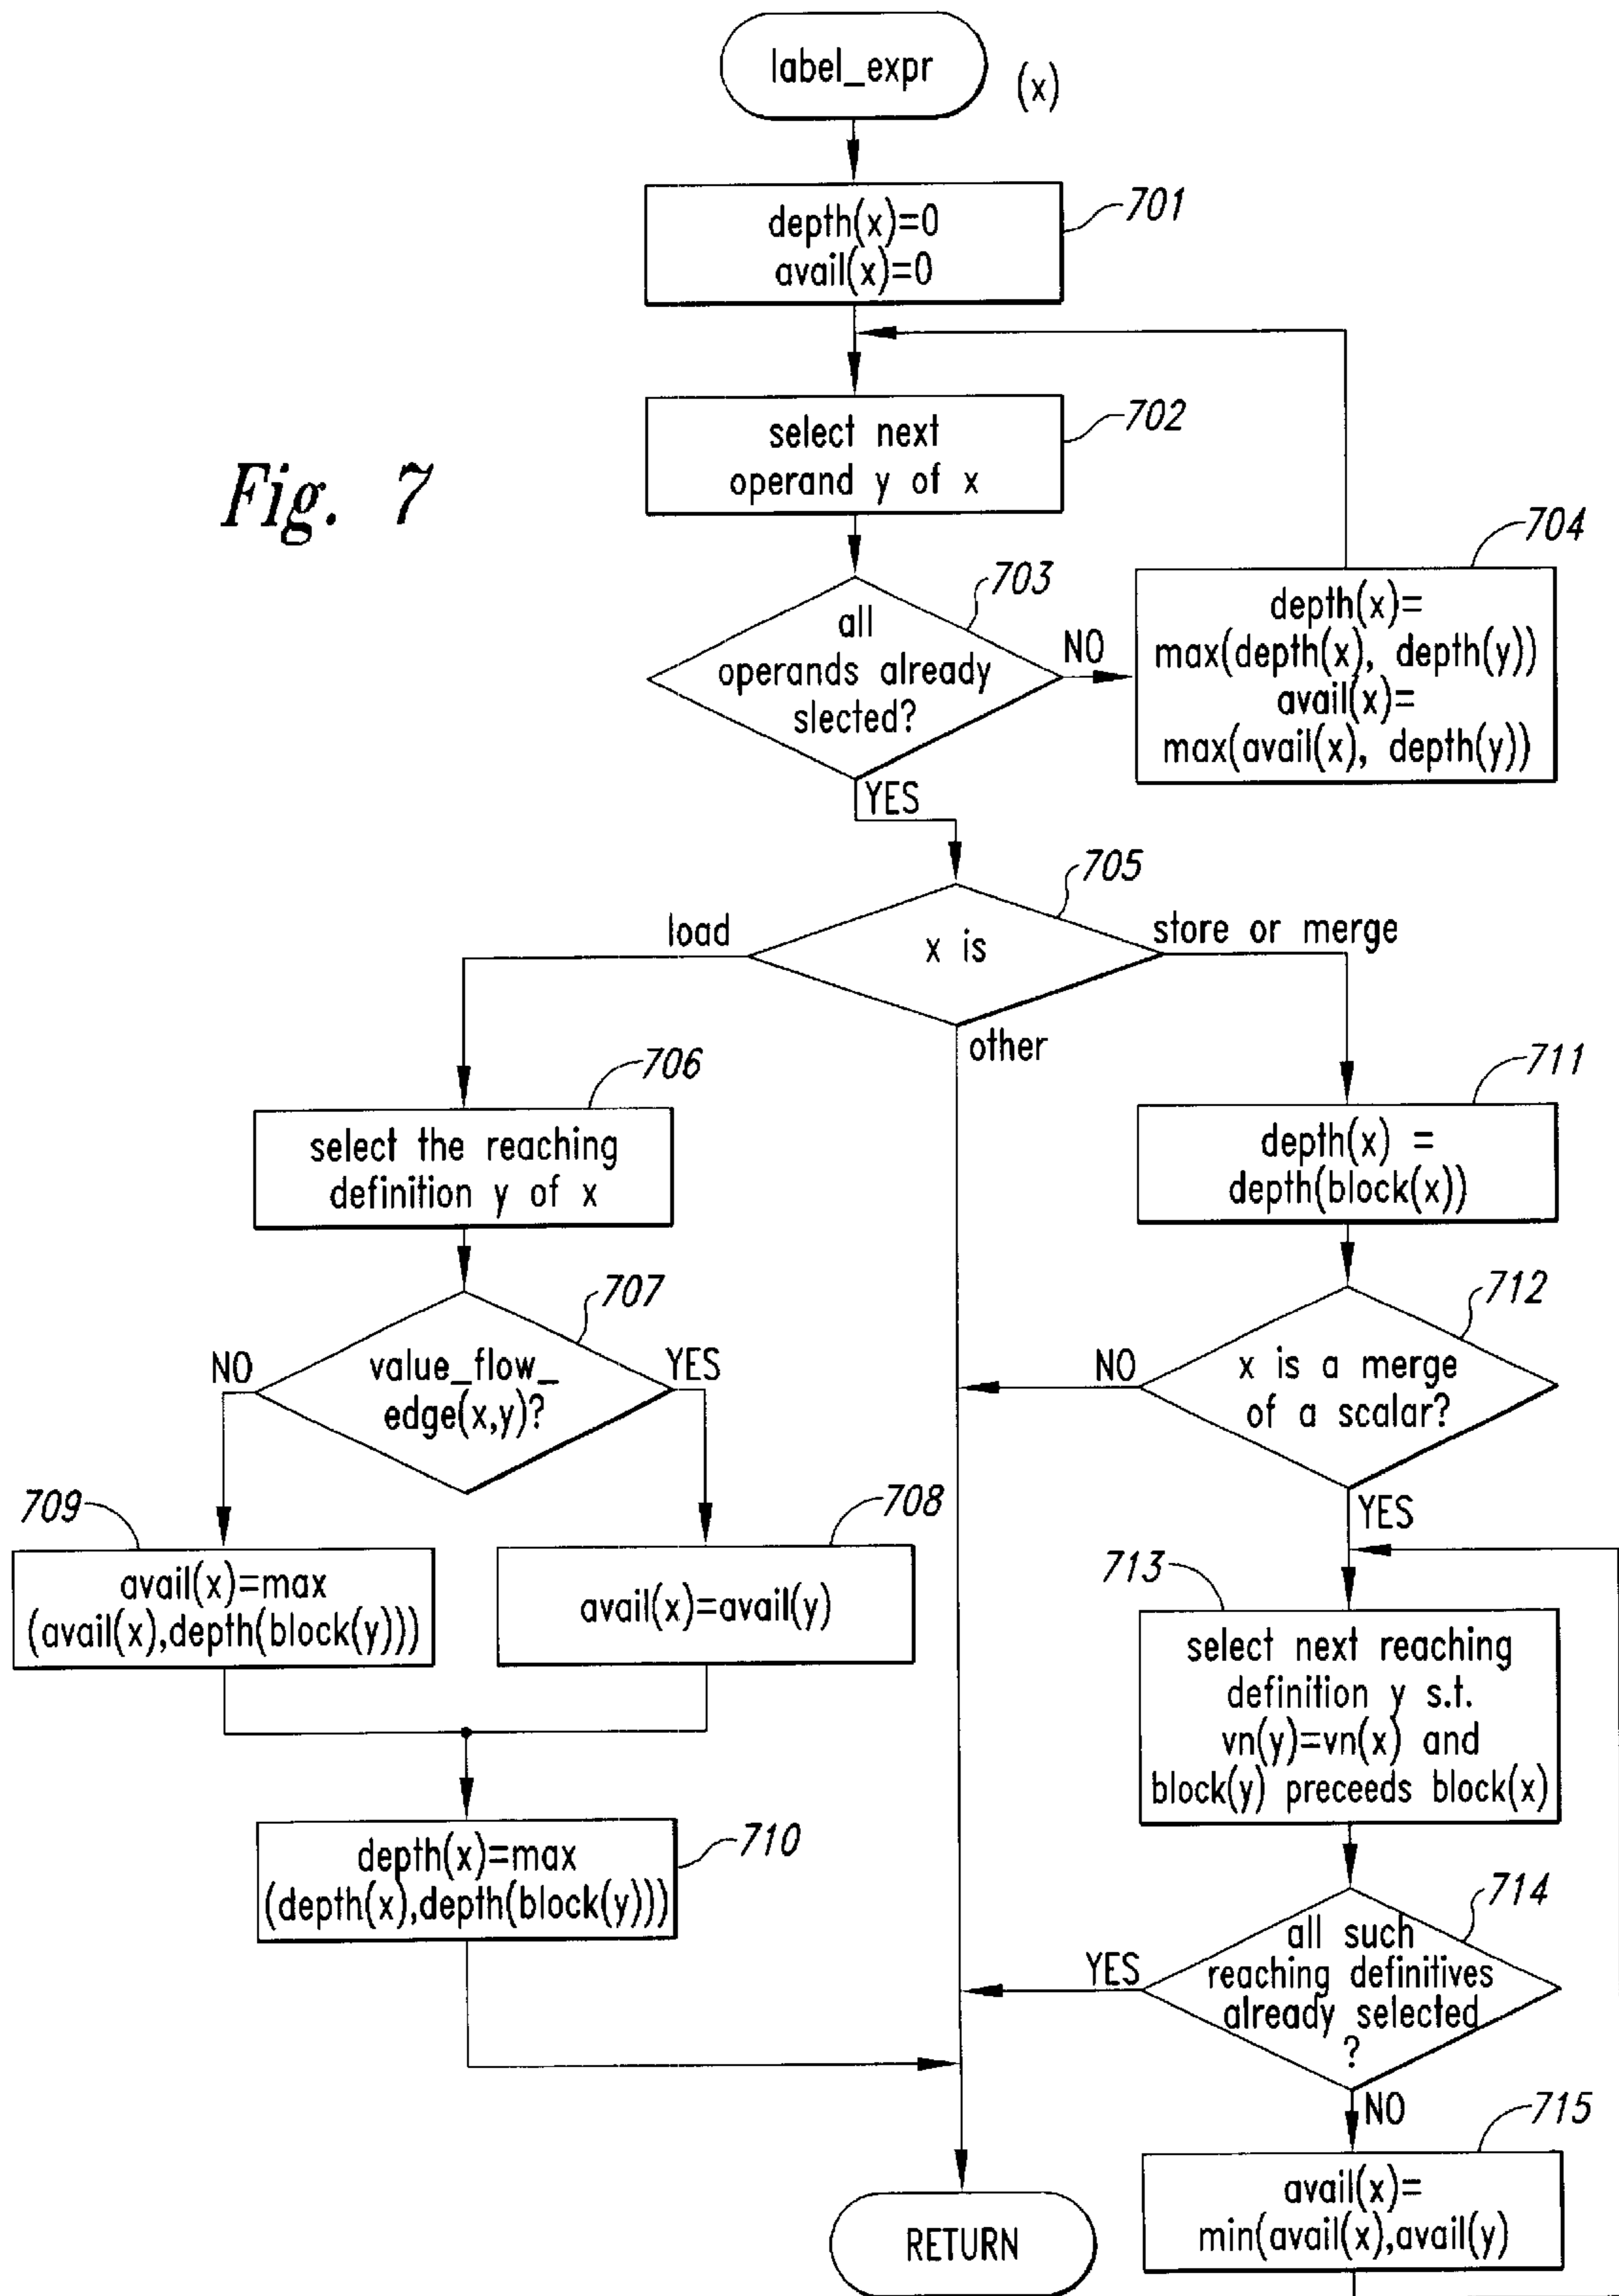 label_expr
(x)
701
depth(x)=0
avail(x)=0
702
select next
operand y of x
Fig. 7
703
all
operands already
slected?
NO
YES
704
depth(x)=
max(depth(x), depth(y))
avail(x)=
max(avail(x), depth(y))
705
load
x is
store or merge
other
706
select the reaching
definition y of x
711
depth(x) =
depth(block(x))
707
NO
value_flow_
edge(x,y)?
YES
712
NO
x is a merge
of a scalar?
YES
709
avail(x)=max
(avail(x),depth(block(y)))
708
avail(x)=avail(y)
713
select next reaching
definition y s.t.
vn(y)=vn(x) and
block(y) preceeds block(x)
710
depth(x)=max
(depth(x),depth(block(y)))
714
YES
all such
reaching definitives
already selected
?
NO
715
avail(x)=
min(avail(x),avail(y)
RETURN